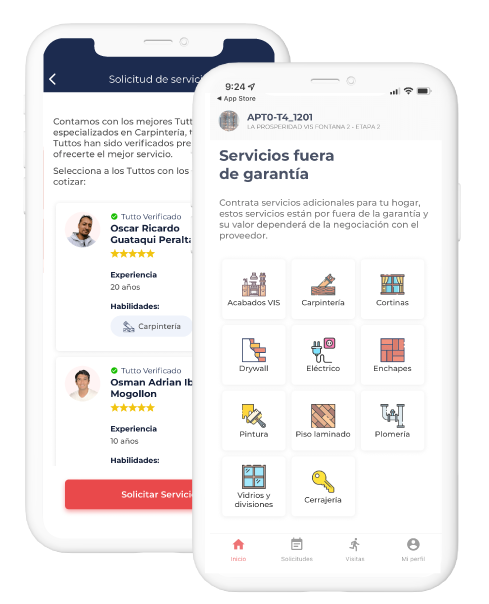 Solicitud de servici
Contamos con los mejores Tutt
especializados en Carpintería,
Tuttos han sido verificados pre
ofrecerte el mejor servicio.
Selecciona a los Tuttos con los
cotizar:
Tutto Verificado
Oscar Ricardo
Guataqui Peralta
Experiencia
20 años
Habilidades:
Carpintería
Tutto Verificado
Osman Adrian Ib
Mogollon
Experiencia
10 años
Habilidades:
Solicitar Servici
9:24
App Store
APT0-T4_1201
LA PROSPERIDAD VIS FONTANA 2 - ETAPA 2
Servicios fuera
de garantía
Contrata servicios adicionales para tu hogar,
estos servicios están por fuera de la garantía y
su valor dependerá de la negociación con el
proveedor.
Acabados VIS
Carpintería
Cortinas
Drywall
Eléctrico
Enchapes
Pintura
Piso laminado
Plomería
Vidrios y
divisiones
Cerrajería
Inicio
Solicitudes
Visitas
Mi perfil